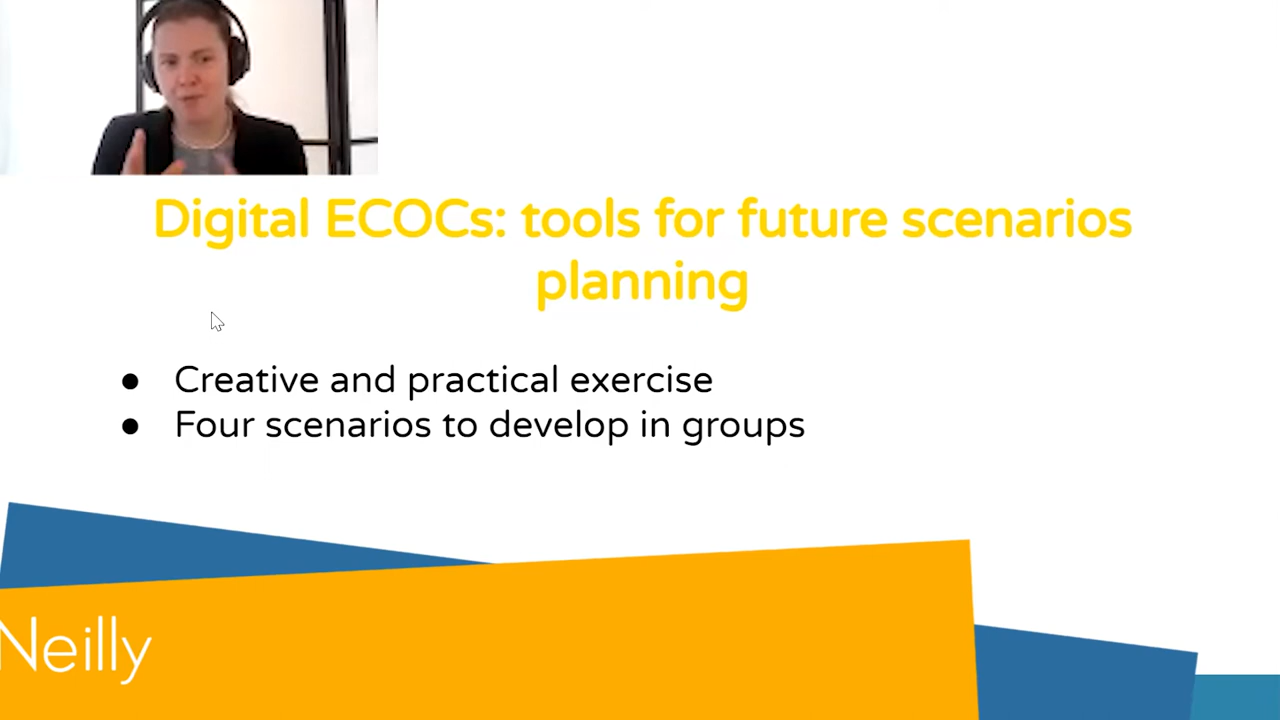 Digital ECOCs: tools for future scenarios
planning
● Creative and practical exercise
● Four scenarios to develop in groups
Neilly